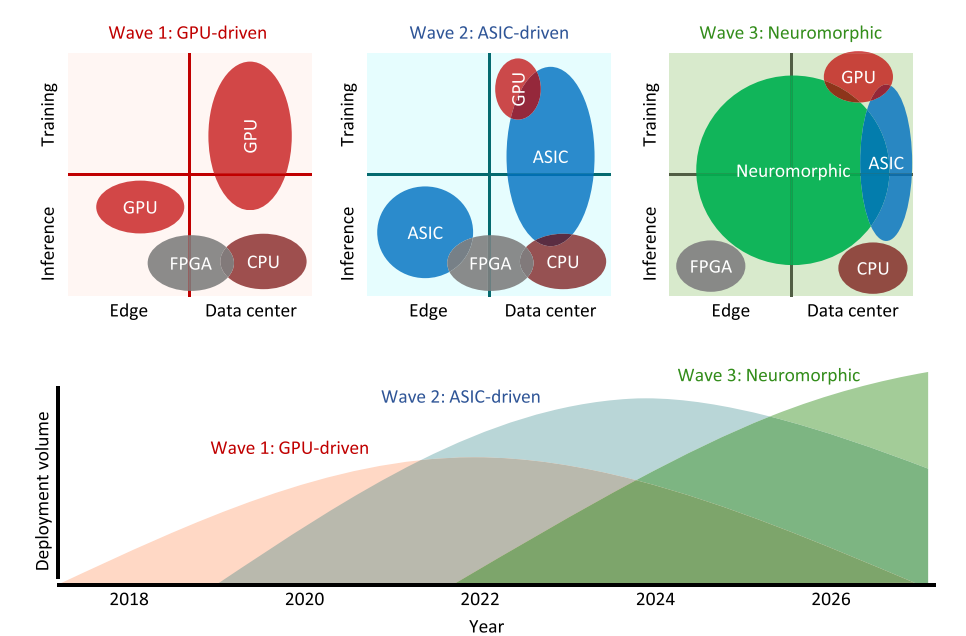 Wave 1: GPU-driven
Training
Inference
GPU
GPU
FPGA
CPU
Edge
Data center
Wave 2: ASIC-driven
Training
Inference
GPU
ASIC
ASIC
FPGA
CPU
Edge
Data center
Wave 3: Neuromorphic
Training
Inference
GPU
Neuromorphic
ASIC
FPGA
CPU
Edge
Data center
Deployment volume
Wave 1: GPU-driven
Wave 2: ASIC-driven
Wave 3: Neuromorphic
2018
2020
2022
2024
2026
Year